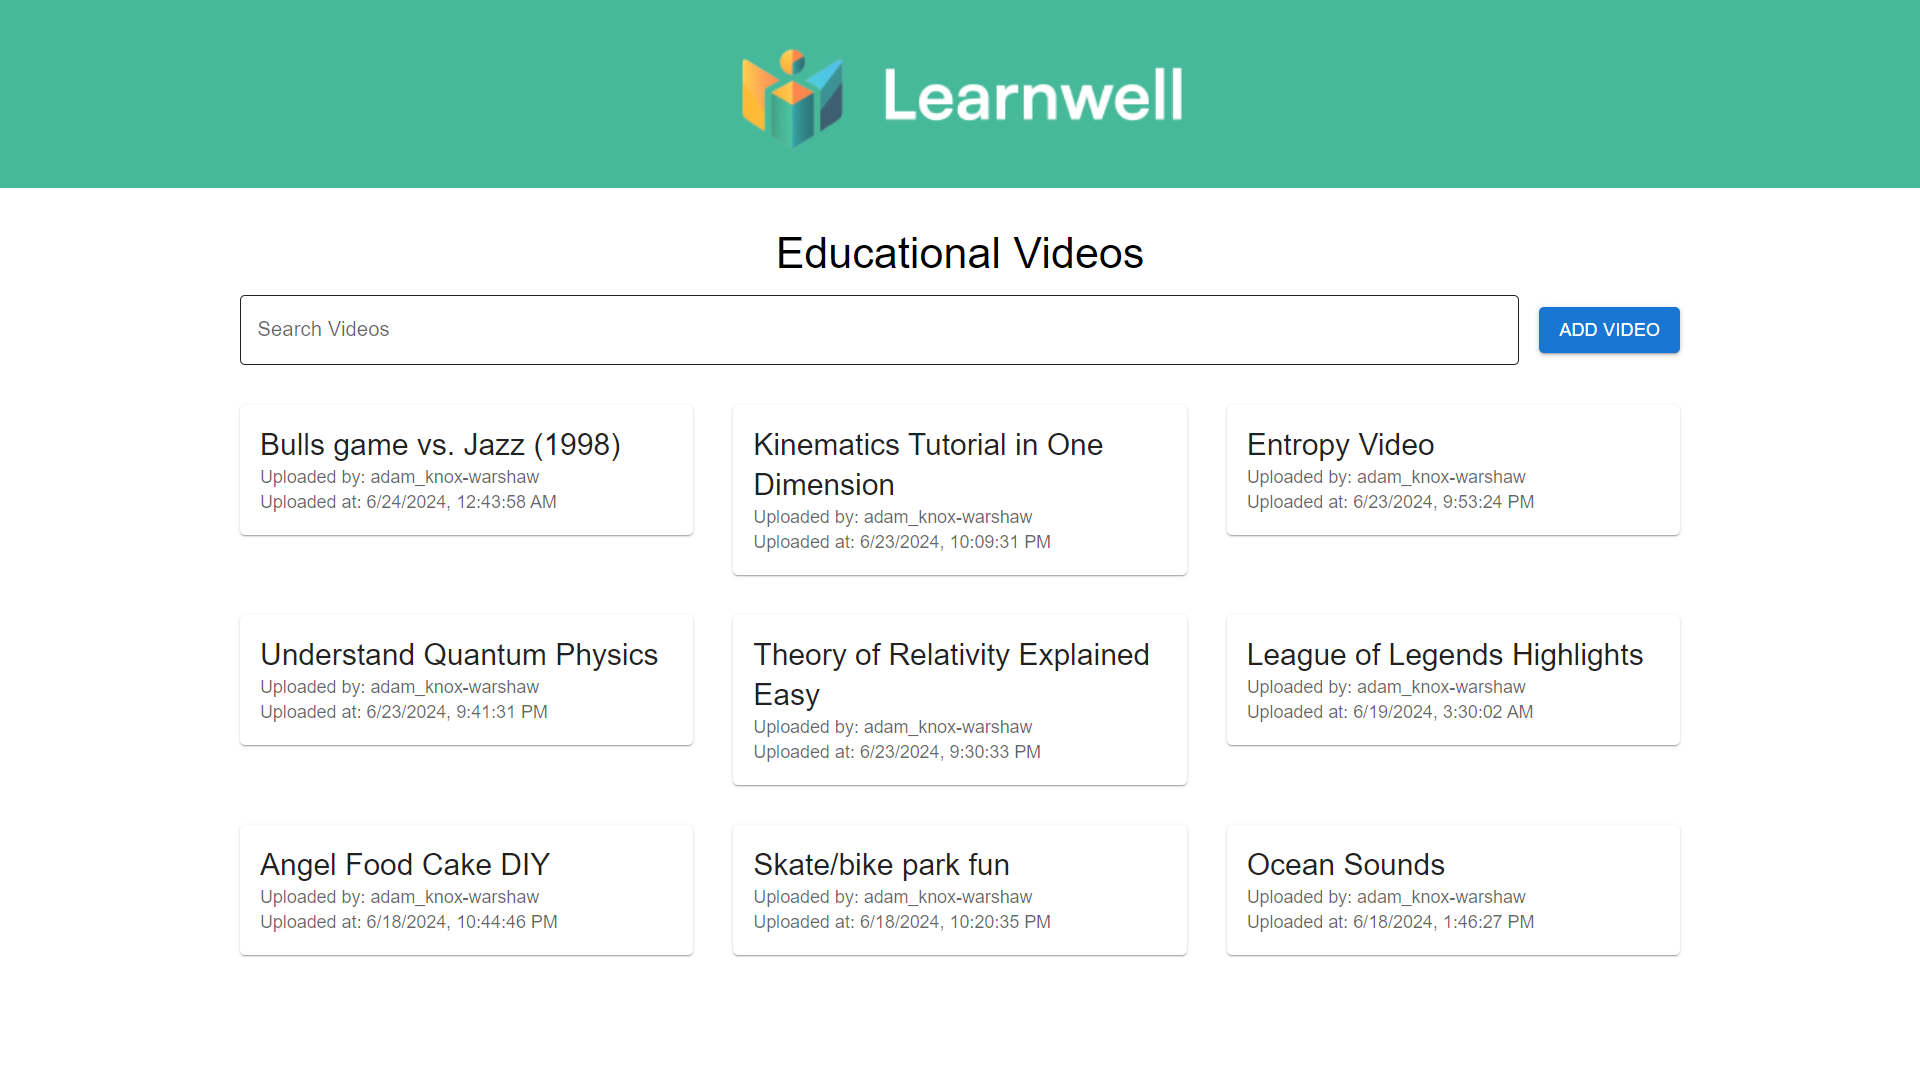 Learnwell
Educational Videos
Search Videos
ADD VIDEO
Bulls game vs. Jazz (1998)
Uploaded by: adam_knox-warshaw
Uploaded at: 6/24/2024, 12:43:58 AM
Kinematics Tutorial in One
Dimension
Uploaded by: adam_knox-warshaw
Uploaded at: 6/23/2024, 10:09:31 PM
Entropy Video
Uploaded by: adam_knox-warshaw
Uploaded at: 6/23/2024, 9:53:24 PM
Understand Quantum Physics
Uploaded by: adam_knox-warshaw
Uploaded at: 6/23/2024, 9:41:31 PM
Theory of Relativity Explained
Easy
Uploaded by: adam_knox-warshaw
Uploaded at: 6/23/2024, 9:30:33 PM
League of Legends Highlights
Uploaded by: adam_knox-warshaw
Uploaded at: 6/19/2024, 3:30:02 AM
Angel Food Cake DIY
Uploaded by: adam_knox-warshaw
Uploaded at: 6/18/2024, 10:44:46 PM
Skate/bike park fun
Uploaded by: adam_knox-warshaw
Uploaded at: 6/18/2024, 10:20:35 PM
Ocean Sounds
Uploaded by: adam_knox-warshaw
Uploaded at: 6/18/2024, 1:46:27 PM